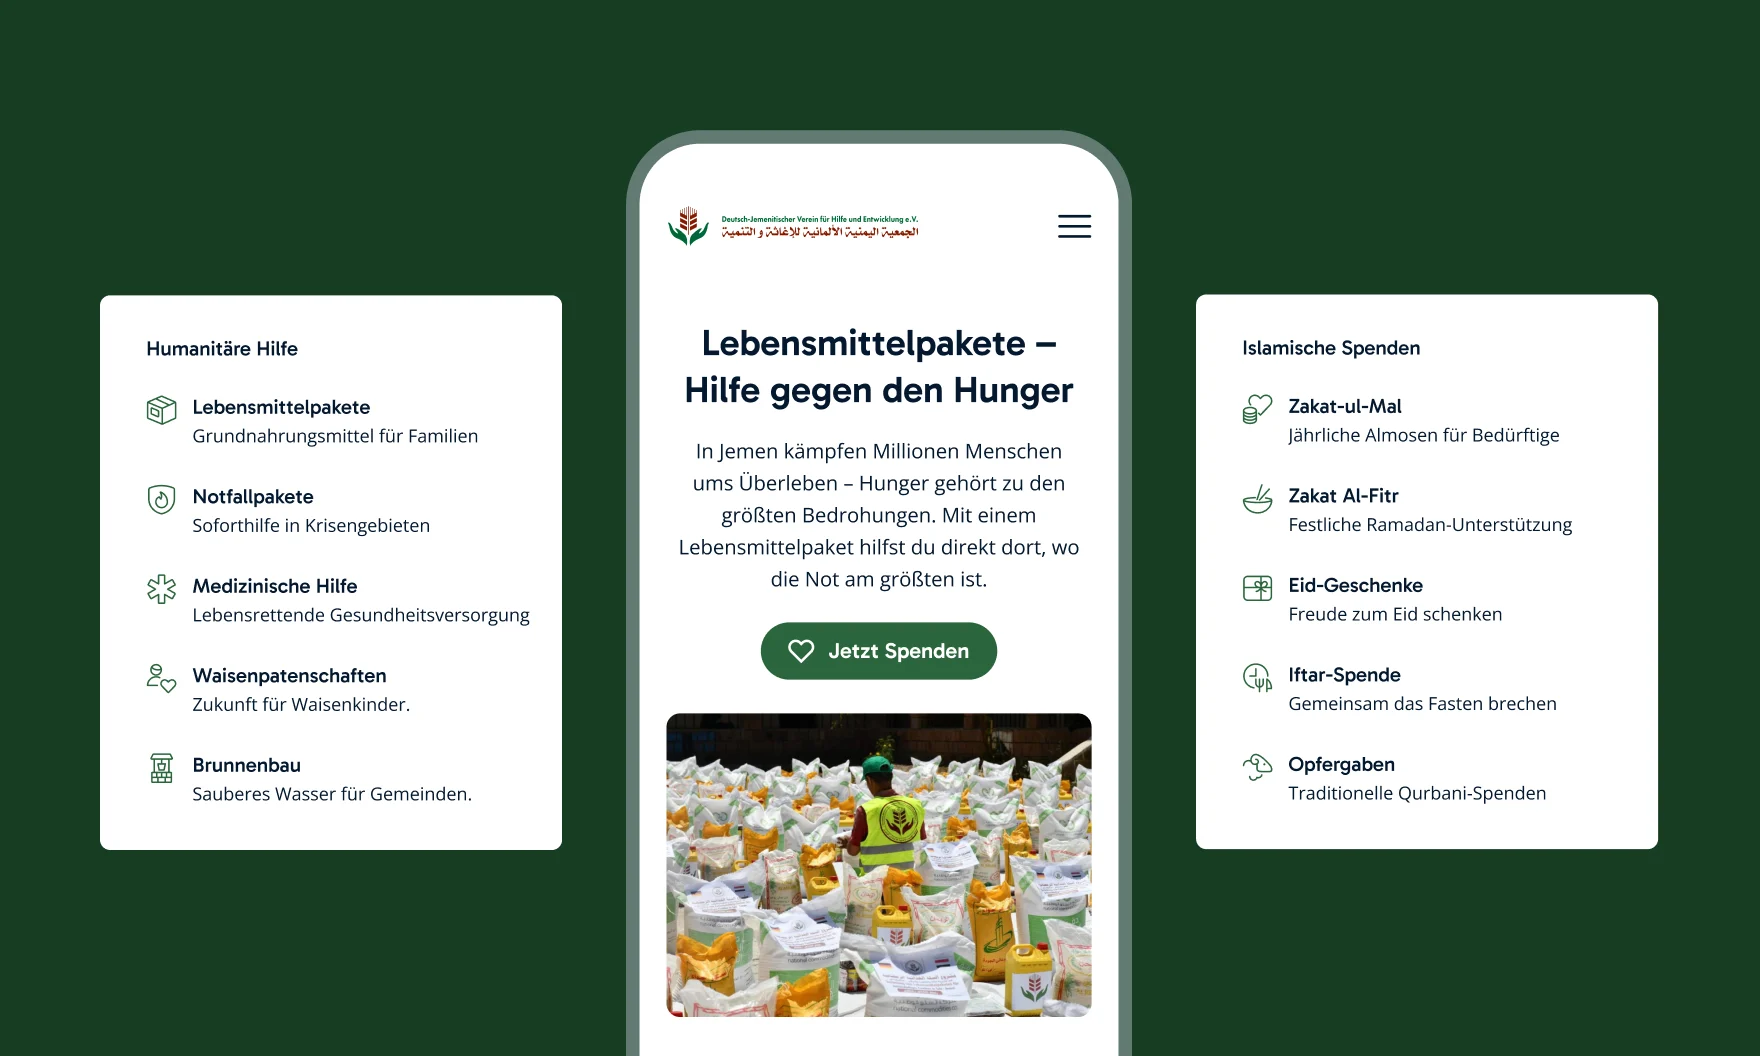 Humanitäre Hilfe
Lebensmittelpakete
Grundnahrungsmittel für Familien
Notfallpakete
Soforthilfe in Krisengebieten
Medizinische Hilfe
Lebensrettende Gesundheitsversorgung
Waisenpatenschaften
Zukunft für Waisenkinder.
Brunnenbau
Sauberes Wasser für Gemeinden.
Deutsch-Jemenitischer Verein für Hilfe und Entwicklung e.V.
الجمعية اليمنية الألمانية للإغاثة و التنمية
Lebensmittelpakete –
Hilfe gegen den Hunger
In Jemen kämpfen Millionen Menschen
ums Überleben – Hunger gehört zu den
größten Bedrohungen. Mit einem
Lebensmittelpaket hilfst du direkt dort, wo
die Not am größten ist.
Jetzt Spenden
Islamische Spenden
Zakat-ul-Mal
Jährliche Almosen für Bedürftige
Zakat Al-Fitr
Festliche Ramadan-Unterstützung
Eid-Geschenke
Freude zum Eid schenken
Iftar-Spende
Gemeinsam das Fasten brechen
Opfergaben
Traditionelle Qurbani-Spenden